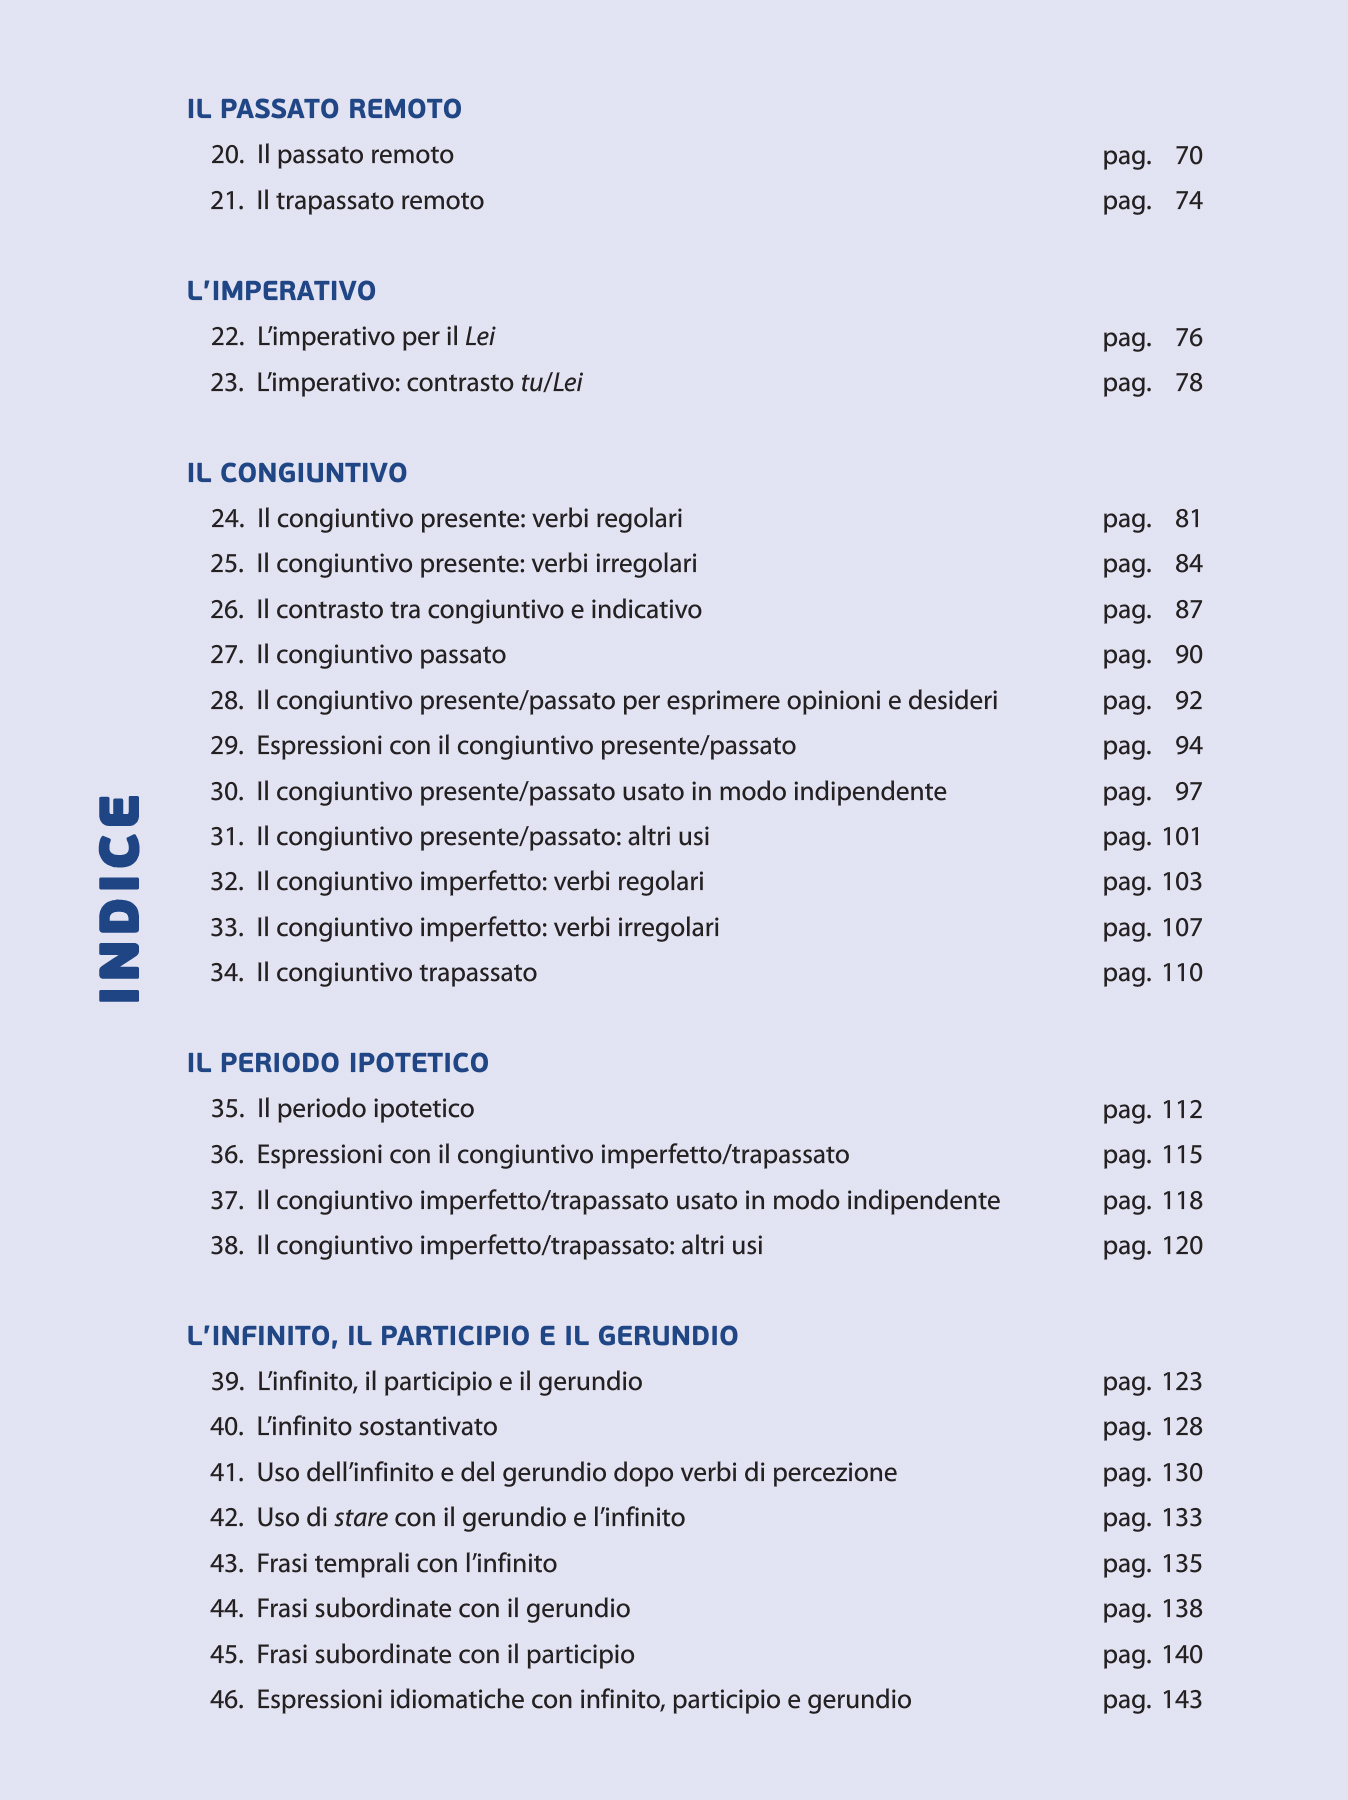 IL PASSATO REMOTO
20. Il passato remoto pag. 70
21. Il trapassato remoto pag. 74
L'IMPERATIVO
22. L'imperativo per il Lei pag. 76
23. L'imperativo: contrasto tu/Lei pag. 78
IL CONGIUNTIVO
24. Il congiuntivo presente: verbi regolari pag. 81
25. Il congiuntivo presente: verbi irregolari pag. 84
26. Il contrasto tra congiuntivo e indicativo pag. 87
27. Il congiuntivo passato pag. 90
28. Il congiuntivo presente/passato per esprimere opinioni e desideri pag. 92
29. Espressioni con il congiuntivo presente/passato pag. 94
30. Il congiuntivo presente/passato usato in modo indipendente pag. 97
31. Il congiuntivo presente/passato: altri usi pag. 101
32. Il congiuntivo imperfetto: verbi regolari pag. 103
33. Il congiuntivo imperfetto: verbi irregolari pag. 107
34. Il congiuntivo trapassato pag. 110
INDICE
IL PERIODO IPOTETICO
35. Il periodo ipotetico pag. 112
36. Espressioni con il congiuntivo imperfetto/trapassato pag. 115
37. Il congiuntivo imperfetto/trapassato usato in modo indipendente pag. 118
38. Il congiuntivo imperfetto/trapassato: altri usi pag. 120
L'INFINITO, IL PARTICIPIO E IL GERUNDIO
39. L'infinito, il participio e il gerundio pag. 123
40. L'infinito sostantivato pag. 128
41. Uso dell'infinito e del gerundio dopo verbi di percezione pag. 130
42. Uso di stare con il gerundio e l'infinito pag. 133
43. Frasi temprali con l'infinito pag. 135
44. Frasi subordinate con il gerundio pag. 138
45. Frasi subordinate con il participio pag. 140
46. Espressioni idiomatiche con infinito, participio e gerundio pag. 143